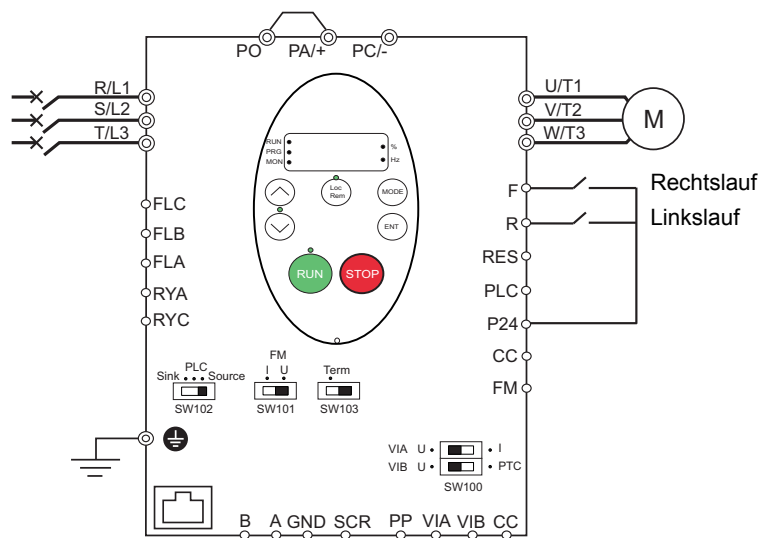 PO PA/+ PC/-
R/L1
S/L2
T/L3
U/T1
V/T2
W/T3
M
RUN
PRG
MON
%
Hz
Loc
Rem
MODE
ENT
RUN
STOP
FLC
FLB
FLA
RYA
RYC
F
Rechtslauf
R
Linkslauf
RES
PLC
P24
CC
FM
PLC
Sink Source
SW102
FM
I U
SW101
Term
SW103
VIA U I
VIB U PTC
SW100
B A GND SCR PP VIA VIB CC